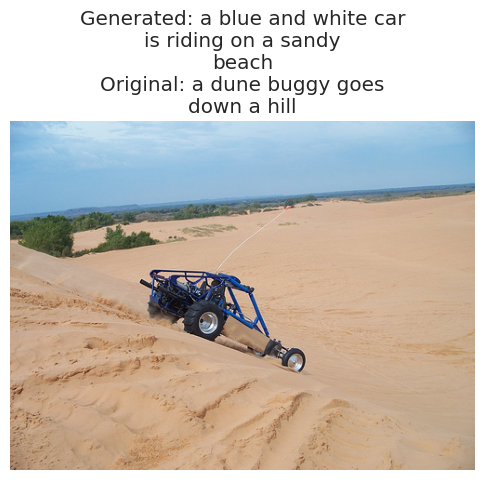 Generated: a blue and white car
is riding on a sandy
beach
Original: a dune buggy goes
down a hill